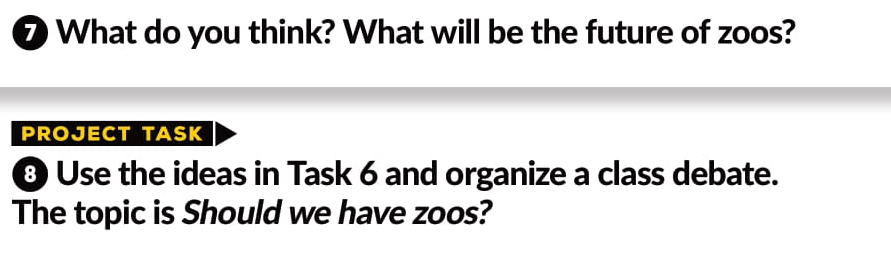 7 What do you think? What will be the future of zoos?
PROJECT TASK
8 Use the ideas in Task 6 and organize a class debate.
The topic is Should we have zoos?